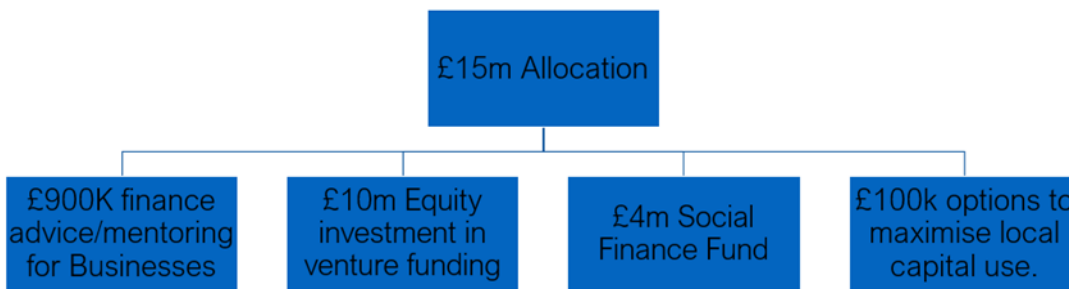 £15m Allocation
£900K finance
advice/mentoring
for Businesses
£10m Equity
investment in
venture funding
£4m Social
Finance Fund
£100k options to
maximise local
capital use.